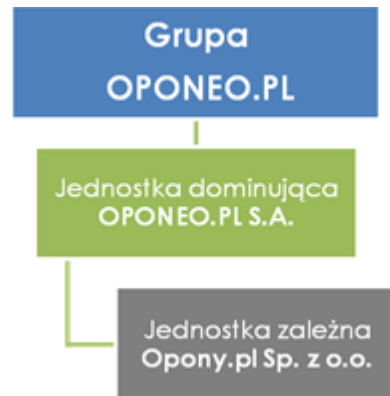 Grupa
OPONEO.PL
Jednostka dominująca
OPONEO.PL S.A.
Jednostka zależna
Opony.pl Sp. z o.o.